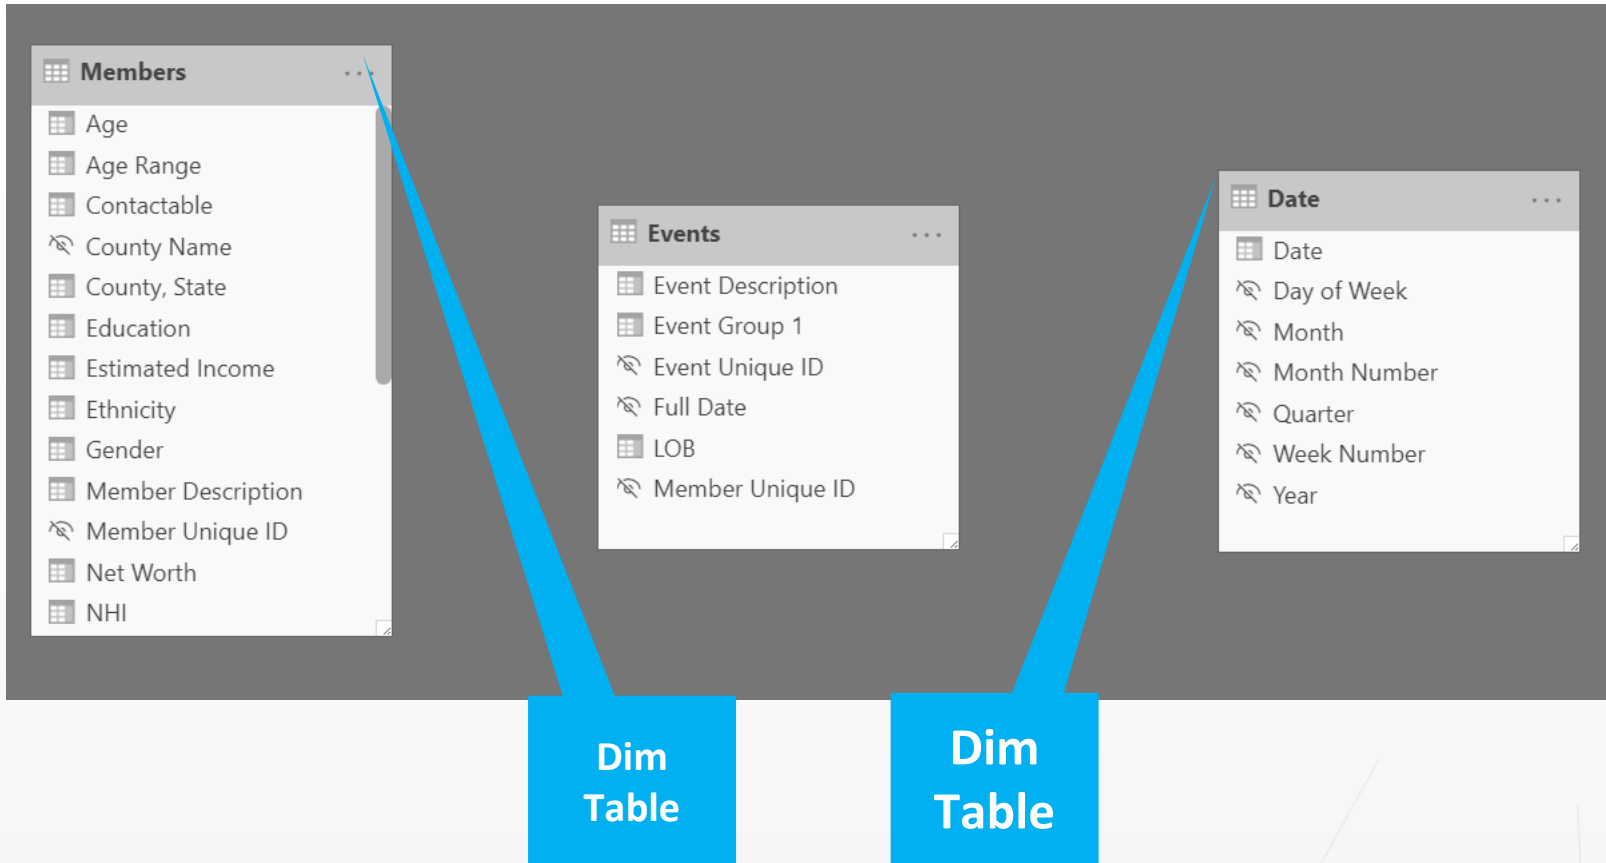 Members
Age
Age Range
Contactable
County Name
County, State
Education
Estimated Income
Ethnicity
Gender
Member Description
Member Unique ID
Net Worth
NHI
Events
Event Description
Event Group 1
Event Unique ID
Full Date
LOB
Member Unique ID
Date
Date
Day of Week
Month
Month Number
Quarter
Week Number
Year
Dim
Table
Dim
Table